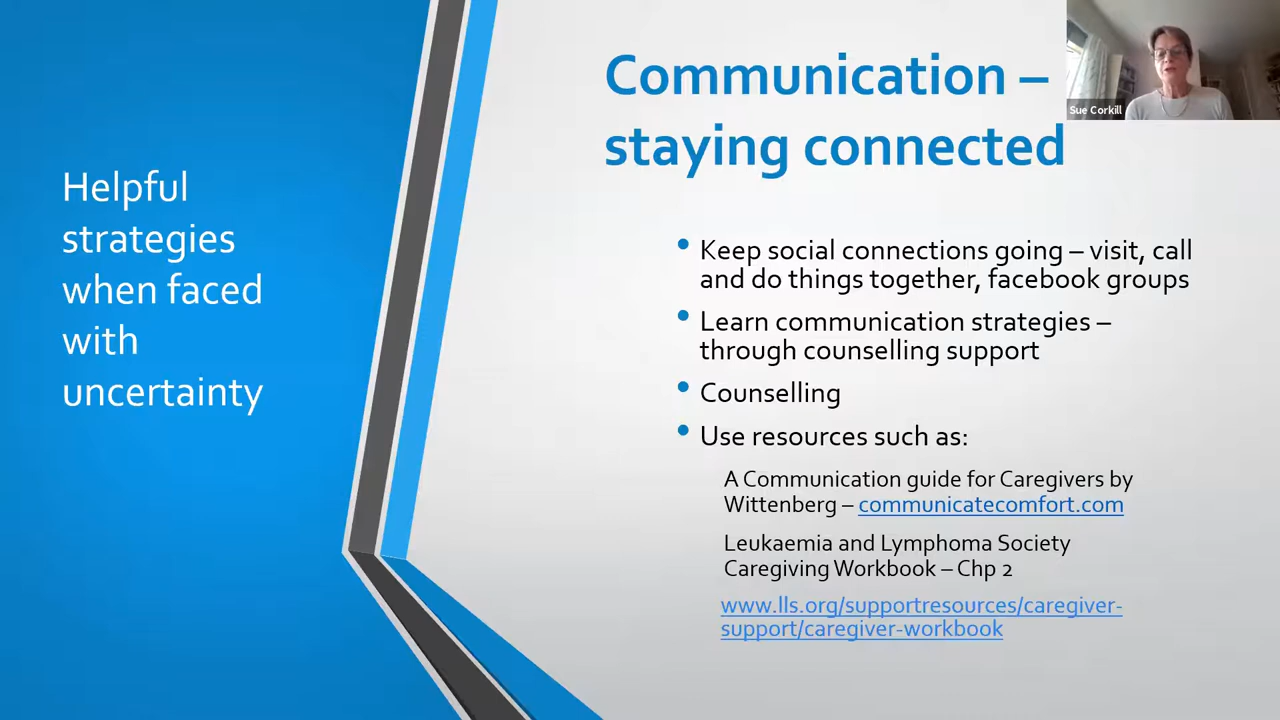 Helpful
strategies
when faced
with
uncertainty
Communication –
staying connected
Sue Corkill
• Keep social connections going – visit, call
and do things together, facebook groups
• Learn communication strategies –
through counselling support
• Counselling
• Use resources such as:
A Communication guide for Caregivers by
Wittenberg – communicatecomfort.com
Leukaemia and Lymphoma Society
Caregiving Workbook – Chp 2
www.lls.org/supportresources/caregiver-
support/caregiver-workbook